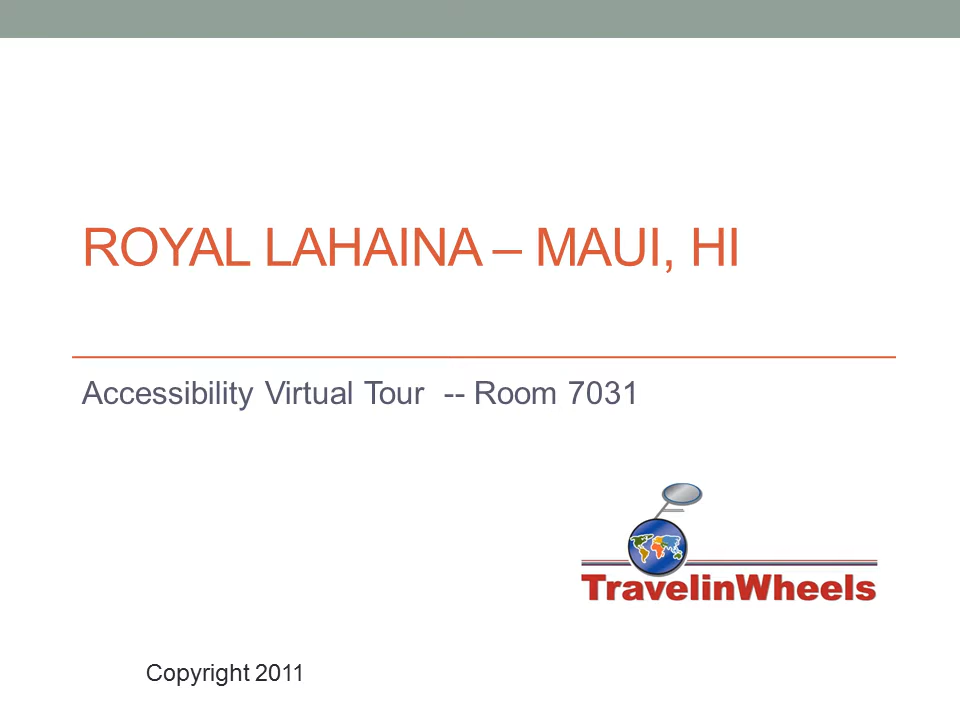 ROYAL LAHAINA – MAUI, HI
Accessibility Virtual Tour -- Room 7031
TravelinWheels
Copyright 2011